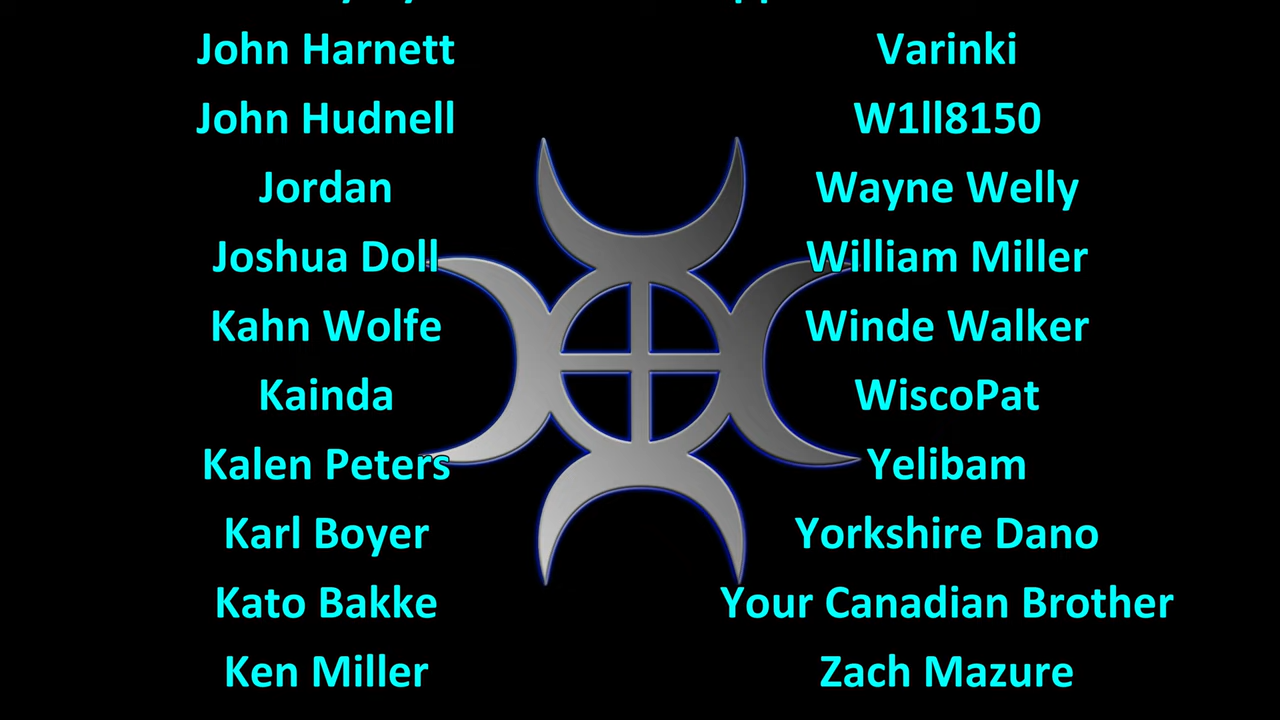 John Harnett
John Hudnell
Jordan
Joshua Doll
Kahn Wolfe
Kainda
Kalen Peters
Karl Boyer
Kato Bakke
Ken Miller
Varinki
W1ll8150
Wayne Welly
William Miller
Winde Walker
WiscoPat
Yelibam
Yorkshire Dano
Your Canadian Brother
Zach Mazure